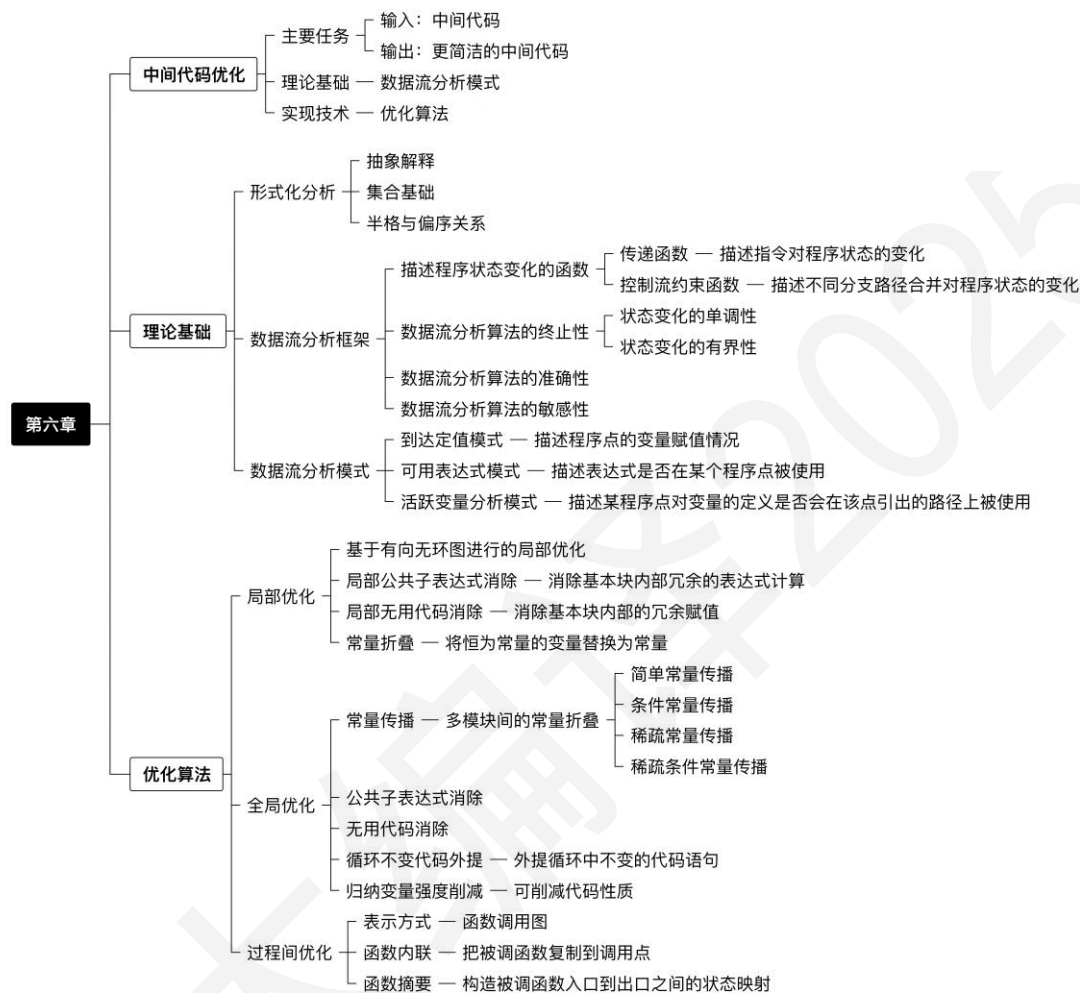 第六章
中间代码优化
主要任务
输入：中间代码
输出：更简洁的中间代码
理论基础 — 数据流分析模式
实现技术 — 优化算法
理论基础
形式化分析
抽象解释
集合基础
半格与偏序关系
数据流分析框架
描述程序状态变化的函数
传递函数 — 描述指令对程序状态的变化
控制流约束函数 — 描述不同分支路径合并对程序状态的变化
数据流分析算法的终止性
状态变化的单调性
状态变化的有界性
数据流分析算法的准确性
数据流分析算法的敏感性
数据流分析模式
到达定值模式 — 描述程序点的变量赋值情况
可用表达式模式 — 描述表达式是否在某个程序点被使用
活跃变量分析模式 — 描述某程序点对变量的定义是否会在该点引出的路径上被使用
优化算法
局部优化
基于有向无环图进行的局部优化
局部公共子表达式消除 — 消除基本块内部冗余的表达式计算
局部无用代码消除 — 消除基本块内部的冗余赋值
常量折叠 — 将恒为常量的变量替换为常量
全局优化
常量传播 — 多模块间的常量折叠
简单常量传播
条件常量传播
稀疏常量传播
稀疏条件常量传播
公共子表达式消除
无用代码消除
循环不变代码外提 — 外提循环中不变的代码语句
归纳变量强度削减 — 可削减代码性质
过程间优化
表示方式 — 函数调用图
函数内联 — 把被调函数复制到调用点
函数摘要 — 构造被调函数入口到出口之间的状态映射
编译2025